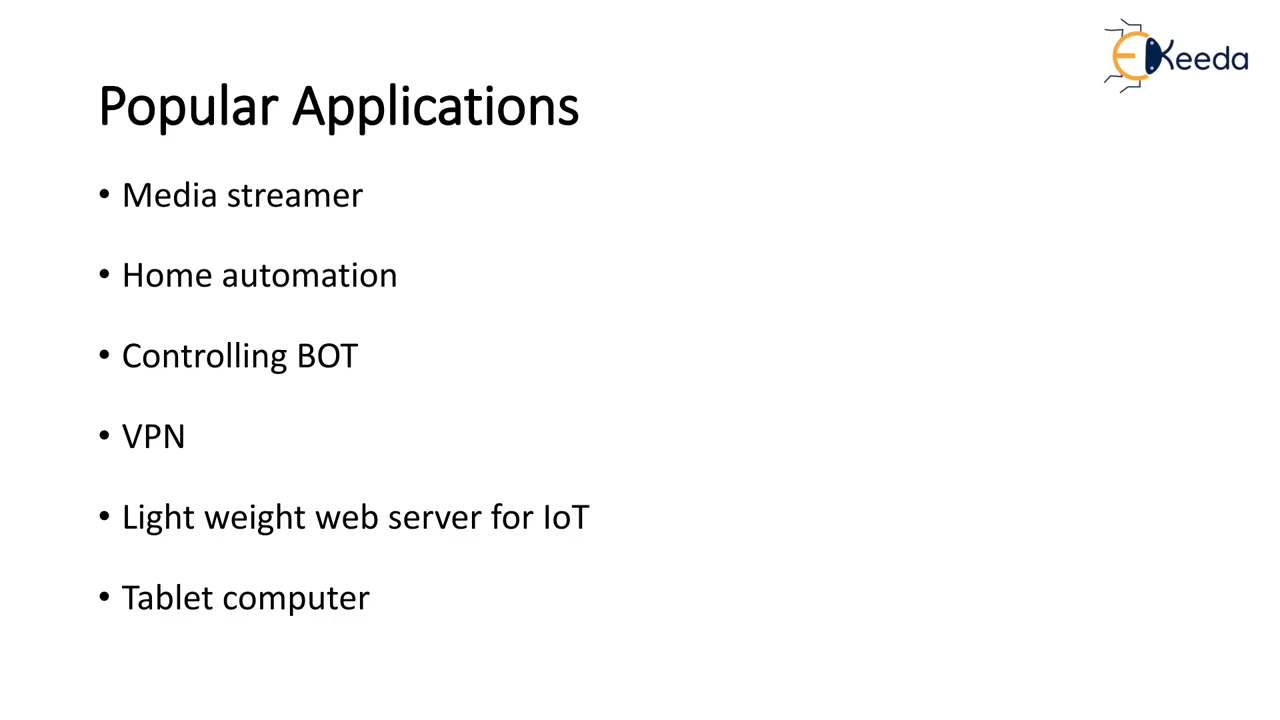 EKeeda
Popular Applications
• Media streamer
• Home automation
• Controlling BOT
• VPN
• Light weight web server for IoT
• Tablet computer